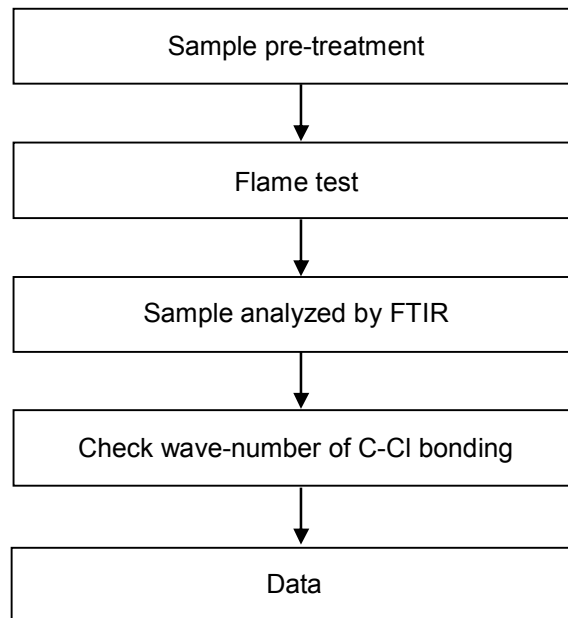 Sample pre-treatment
Flame test
Sample analyzed by FTIR
Check wave-number of C-Cl bonding
Data